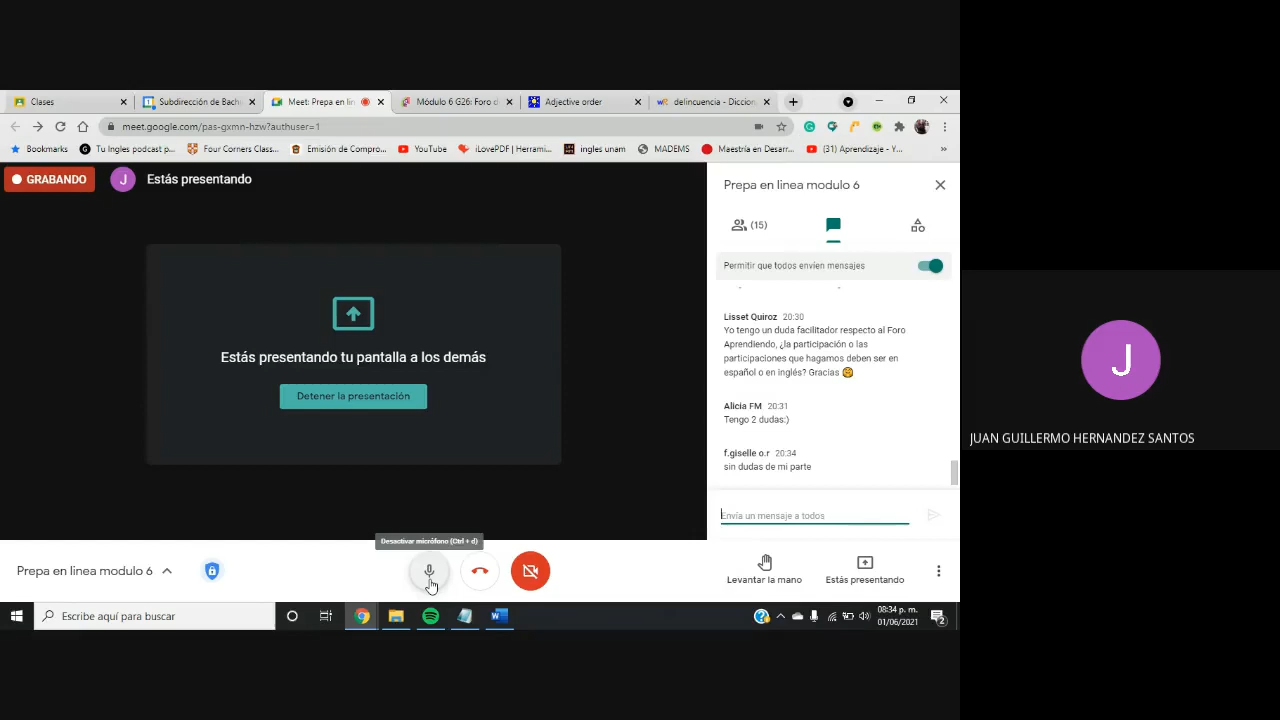 Clases
Subdirección de Bach
Meet: Prepa en lin
Módulo 6 G26: Foro d
Adjective order
delincuencia - Diccion
meet.google.com/pas-gxmn-hzw?authuser=1
Bookmarks
Tu Ingles podcast p...
Four Corners Class...
Emisión de Compro...
YouTube
iLovePDF | Herrami...
ingles unam
MADEMS
Maestría en Desarr...
(31) Aprendizaje - Y...
GRABANDO
J
Estás presentando
Estás presentando tu pantalla a los demás
Detener la presentación
Prepa en linea modulo 6
(15)
Permitir que todos envíen mensajes
Lisset Quiroz 20:30
Yo tengo un duda facilitador respecto al Foro
Aprendiendo, ¿la participación o las
participaciones que hagamos deben ser en
español o en inglés? Gracias
Alicia FM 20:31
Tengo 2 dudas:)
f.giselle o.r 20:34
sin dudas de mi parte
Envía un mensaje a todos
Desactivar micrófono (Ctrl + d)
Prepa en linea modulo 6
Levantar la mano
Estás presentando
Escribe aquí para buscar
08:34 p. m.
01/06/2021
2
J
JUAN GUILLERMO HERNANDEZ SANTOS